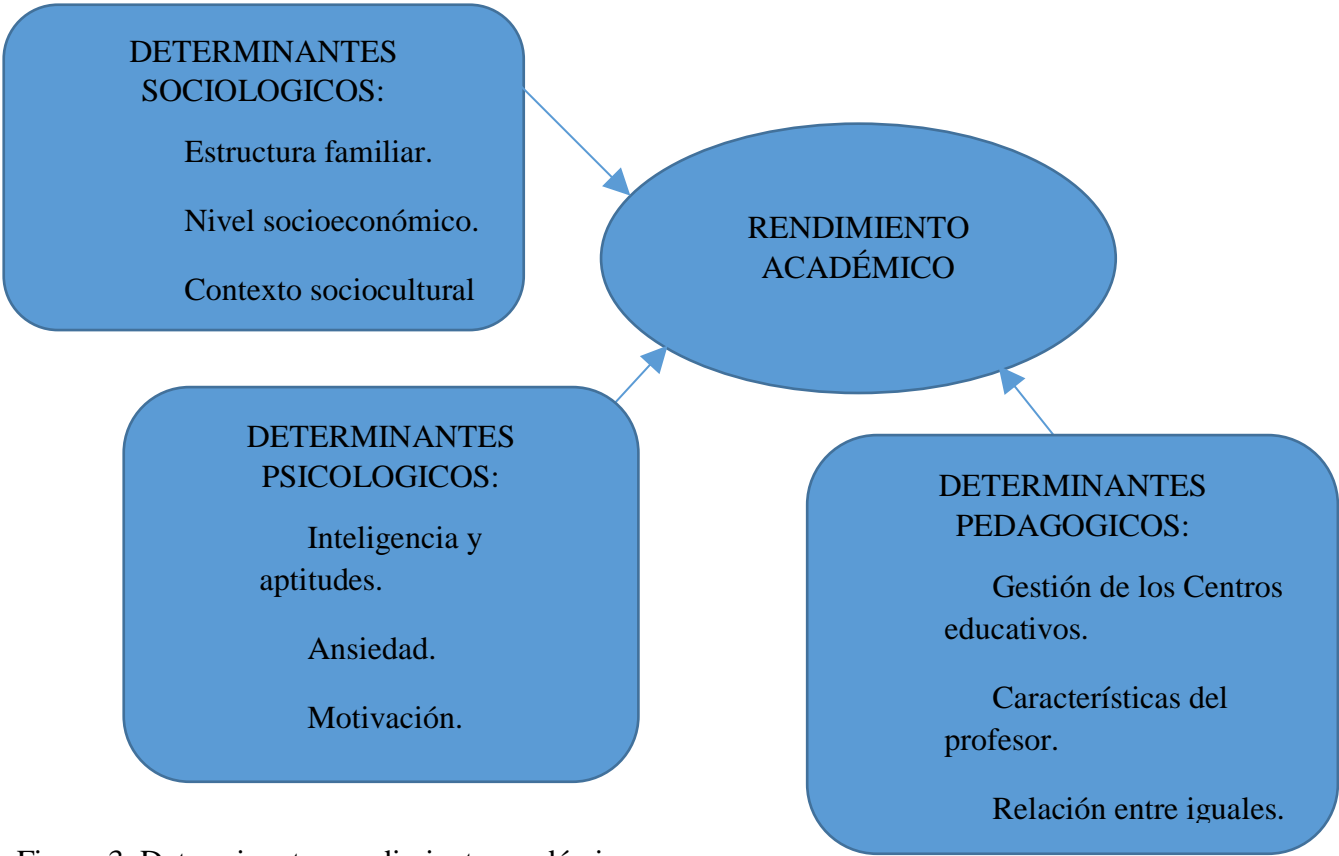 DETERMINANTES
SOCIOLOGICOS:
Estructura familiar.
Nivel socioeconómico.
Contexto sociocultural
RENDIMIENTO
ACADÉMICO
DETERMINANTES
PSICOLOGICOS:
Inteligencia y
aptitudes.
Ansiedad.
Motivación.
DETERMINANTES
PEDAGOGICOS:
Gestión de los Centros
educativos.
Características del
profesor.
Relación entre iguales.